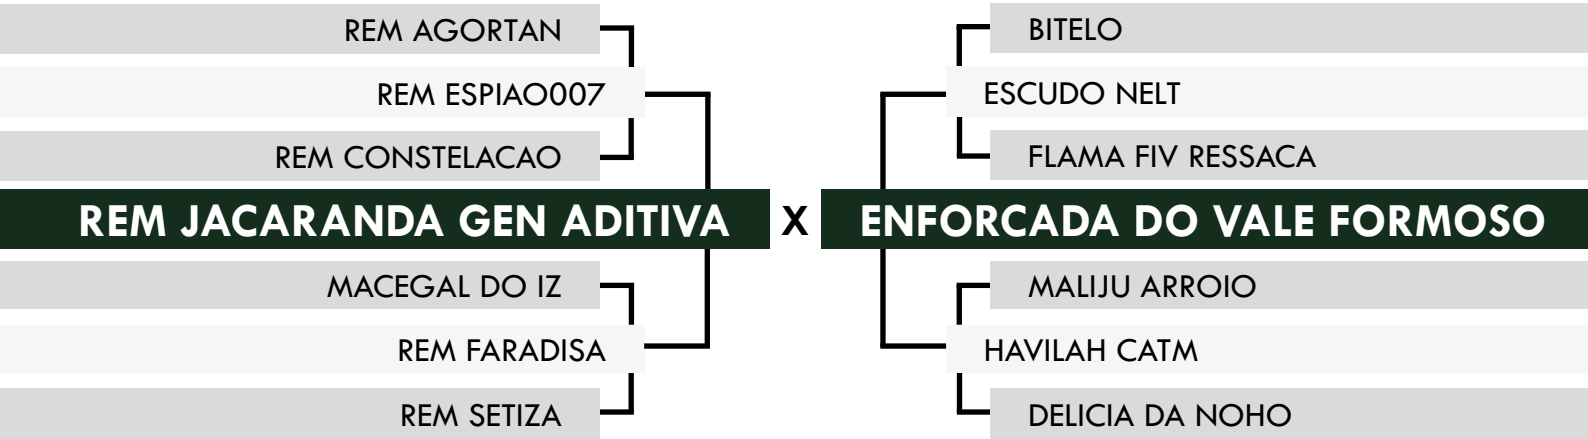 REM AGORTAN
REM ESPIAO007
REM CONSTELACAO
REM JACARANDA GEN ADITIVA
MACEGAL DO IZ
REM FARADISA
REM SETIZA
X
BITELO
ESCUDO NELT
FLAMA FIV RESSACA
ENFORCADA DO VALE FORMOSO
MALIJU ARROIO
HAVILAH CATM
DELICIA DA NOHO